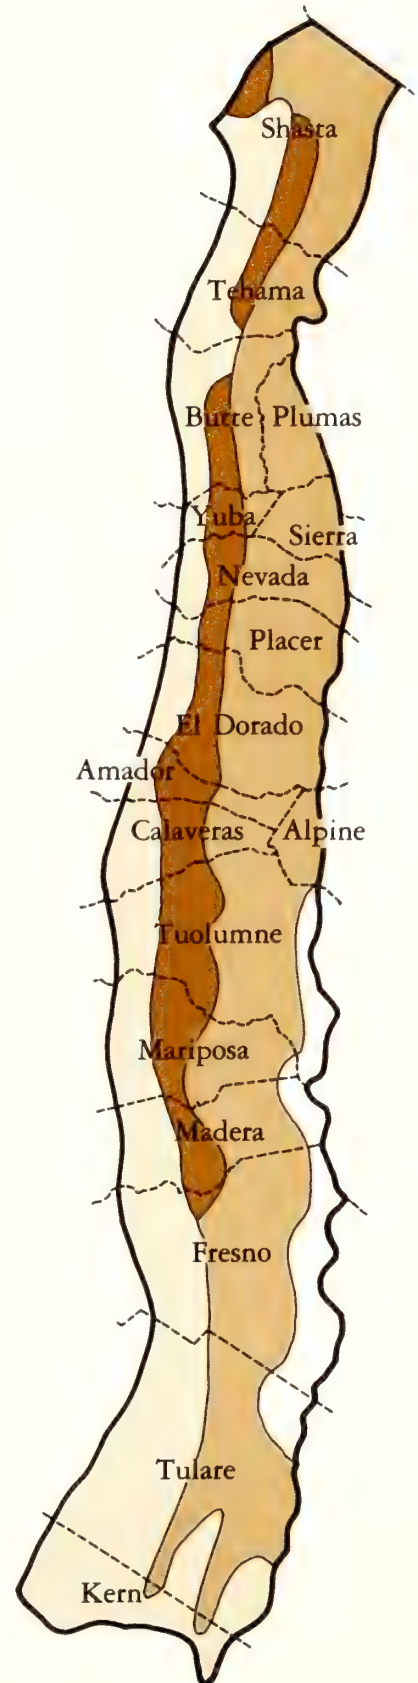 Shasta
Tehama
Butte Plumas
Yuba
Sierra
Nevada
Placer
El Dorado
Amador
Calaveras Alpine
Tuolumne
Mariposa
Madera
Fresno
Tulare
Kern